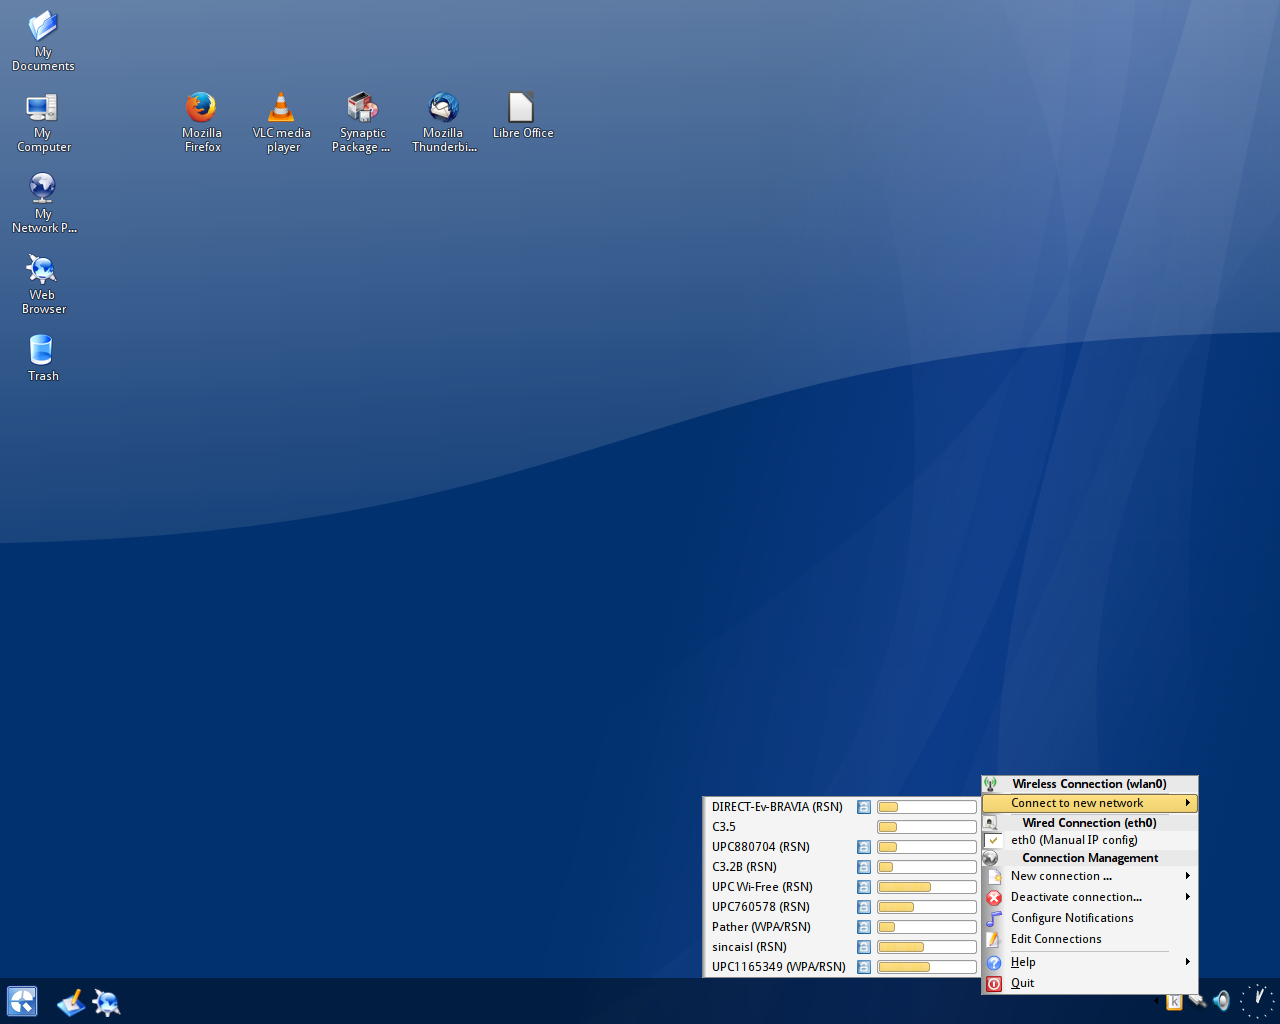 My
Documents
My
Computer
Mozilla
Firefox
VLC media
player
Synaptic
Package ...
Mozilla
Thunderbi...
Libre Office
My
Network P...
Web
Browser
Trash
Wireless Connection (wlan0)
Connect to new network
Wired Connection (eth0)
eth0 (Manual IP config)
Connection Management
New connection ...
Deactivate connection...
Configure Notifications
Edit Connections
Help
Quit
DIRECT-Ev-BRAVIA (RSN)
C3.5
UPC880704 (RSN)
C3.2B (RSN)
UPC Wi-Free (RSN)
UPC760578 (RSN)
Pather (WPA/RSN)
sincaisl (RSN)
UPC1165349 (WPA/RSN)
k